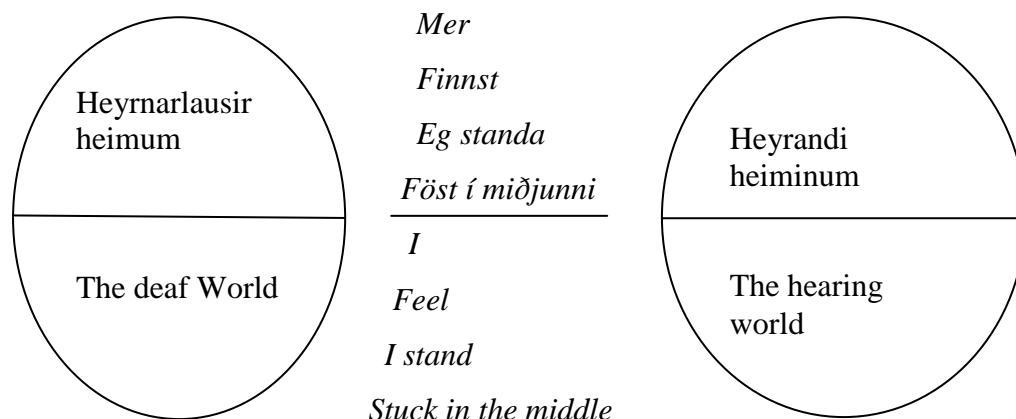 Heyrnarlausir
heimum
The deaf World
Mer
Finnst
Eg standa
Föst í miðjunni
I
Feel
I stand
Stuck in the middle
Heyrandi
heiminum
The hearing
world